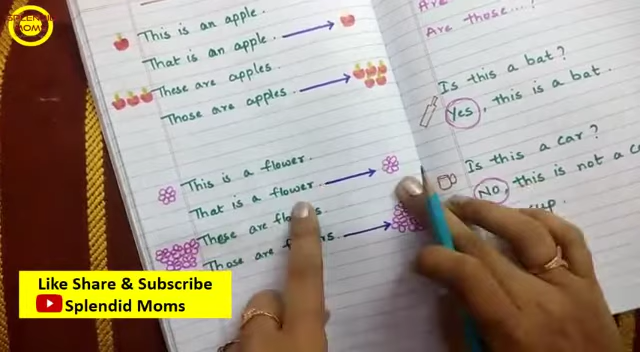 SPLENDID MOMS
This is an apple.
That is an apple.
These are apples.
Those are apples.
This is a flower.
That is a flower.
These are
Those are
Are
Are those...?
Is this a bat?
Yes, this is a bat.
Is this a car?
No, this is not a
cup.
Like Share & Subscribe
Splendid Moms